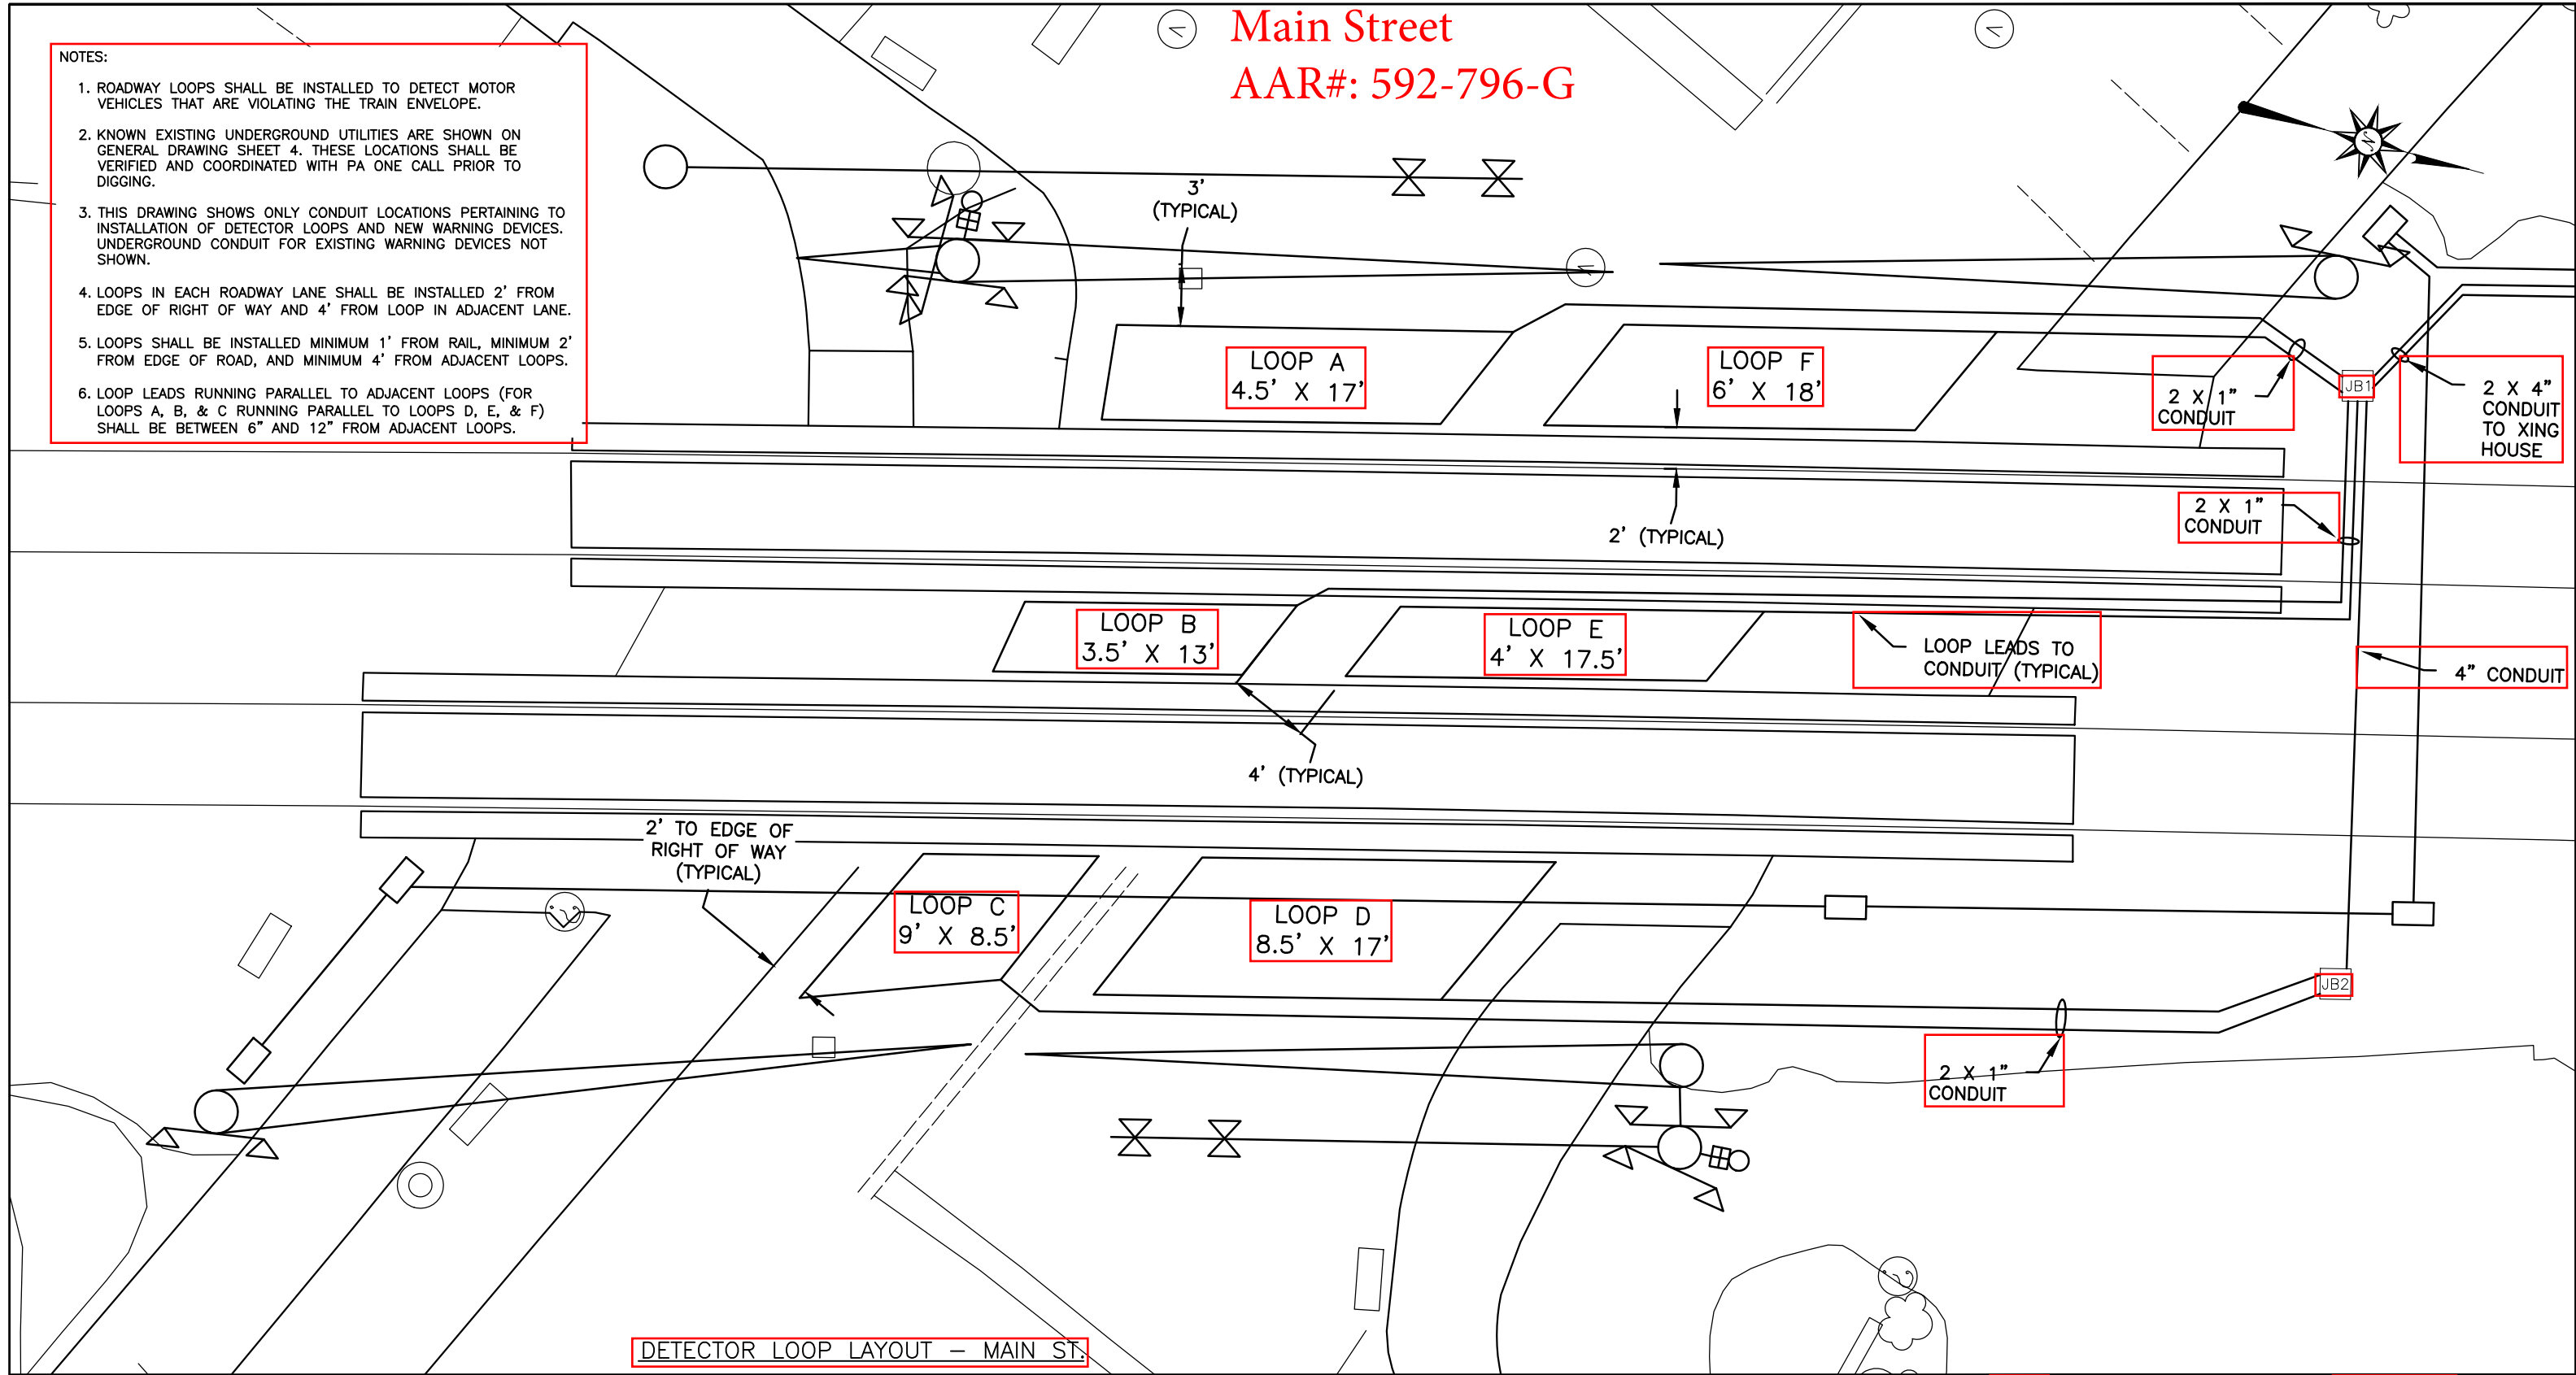 Main Street
AAR#: 592-796-G
NOTES:
1. ROADWAY LOOPS SHALL BE INSTALLED TO DETECT MOTOR
VEHICLES THAT ARE VIOLATING THE TRAIN ENVELOPE.
2. KNOWN EXISTING UNDERGROUND UTILITIES ARE SHOWN ON
GENERAL DRAWING SHEET 4. THESE LOCATIONS SHALL BE
VERIFIED AND COORDINATED WITH PA ONE CALL PRIOR TO
DIGGING.
3. THIS DRAWING SHOWS ONLY CONDUIT LOCATIONS PERTAINING TO
INSTALLATION OF DETECTOR LOOPS AND NEW WARNING DEVICES.
UNDERGROUND CONDUIT FOR EXISTING WARNING DEVICES NOT
SHOWN.
4. LOOPS IN EACH ROADWAY LANE SHALL BE INSTALLED 2' FROM
EDGE OF RIGHT OF WAY AND 4' FROM LOOP IN ADJACENT LANE.
5. LOOPS SHALL BE INSTALLED MINIMUM 1' FROM RAIL, MINIMUM 2'
FROM EDGE OF ROAD, AND MINIMUM 4' FROM ADJACENT LOOPS.
6. LOOP LEADS RUNNING PARALLEL TO ADJACENT LOOPS (FOR
LOOPS A, B, & C RUNNING PARALLEL TO LOOPS D, E, & F)
SHALL BE BETWEEN 6" AND 12" FROM ADJACENT LOOPS.
3'
(TYPICAL)
N
LOOP A
4.5' X 17'
LOOP F
6' X 18'
2 X 1"
CONDUIT
JB1
2 X 4"
CONDUIT
TO XING
HOUSE
2' (TYPICAL)
2 X 1"
CONDUIT
LOOP B
3.5' X 13'
LOOP E
4' X 17.5'
LOOP LEADS TO
CONDUIT (TYPICAL)
4" CONDUIT
4' (TYPICAL)
2' TO EDGE OF
RIGHT OF WAY
(TYPICAL)
LOOP C
9' X 8.5'
LOOP D
8.5' X 17'
JB2
2 X 1"
CONDUIT
DETECTOR LOOP LAYOUT – MAIN ST.